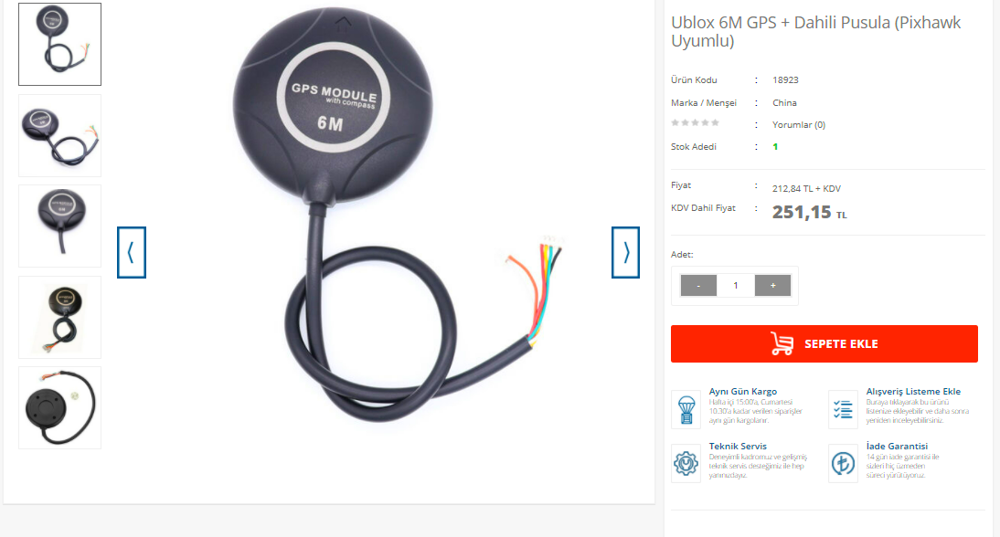 GPS MODULE
with compass
6M
Ublox 6M GPS + Dahili Pusula (Pixhawk
Uyumlu)
Ürün Kodu : 18923
Marka / Menşei : China
: Yorumlar (0)
Stok Adedi : 1
Fiyat : 212,84 TL + KDV
KDV Dahil Fiyat : 251,15 TL
Adet:
- 1 +
SEPETE EKLE
Aynı Gün Kargo
Hafta içi 15:00'a, Cumartesi
10:30'a kadar verilen siparişler
aynı gün kargolanır.
Alışveriş Listeme Ekle
Buraya tıklayarak bu ürünü
listenize ekleyebilir ve daha sonra
yeniden inceleyebilirsiniz.
Teknik Servis
Deneyimli kadromuz ve gelişmiş
teknik servis desteğimiz ile hep
yanınızdayız.
İade Garantisi
14 gün iade garantisi ile
sizleri hiç üzmeden
süreci yürütüyoruz.